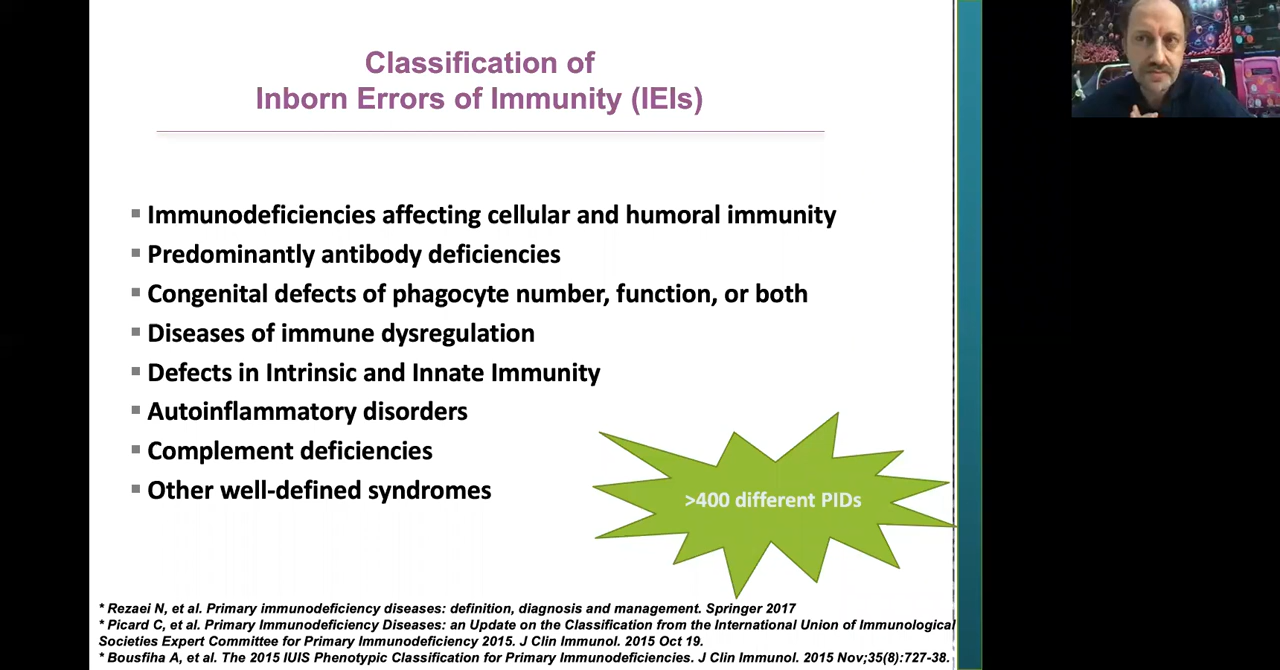 Classification of
Inborn Errors of Immunity (IEIs)
▪ Immunodeficiencies affecting cellular and humoral immunity
▪ Predominantly antibody deficiencies
▪ Congenital defects of phagocyte number, function, or both
▪ Diseases of immune dysregulation
▪ Defects in Intrinsic and Innate Immunity
▪ Autoinflammatory disorders
▪ Complement deficiencies
▪ Other well-defined syndromes
>400 different PIDs
* Rezaei N, et al. Primary immunodeficiency diseases: definition, diagnosis and management. Springer 2017
* Picard C, et al. Primary Immunodeficiency Diseases: an Update on the Classification from the International Union of Immunological
Societies Expert Committee for Primary Immunodeficiency 2015. J Clin Immunol. 2015 Oct 19.
* Bousfiha A, et al. The 2015 IUIS Phenotypic Classification for Primary Immunodeficiencies. J Clin Immunol. 2015 Nov;35(8):727-38.